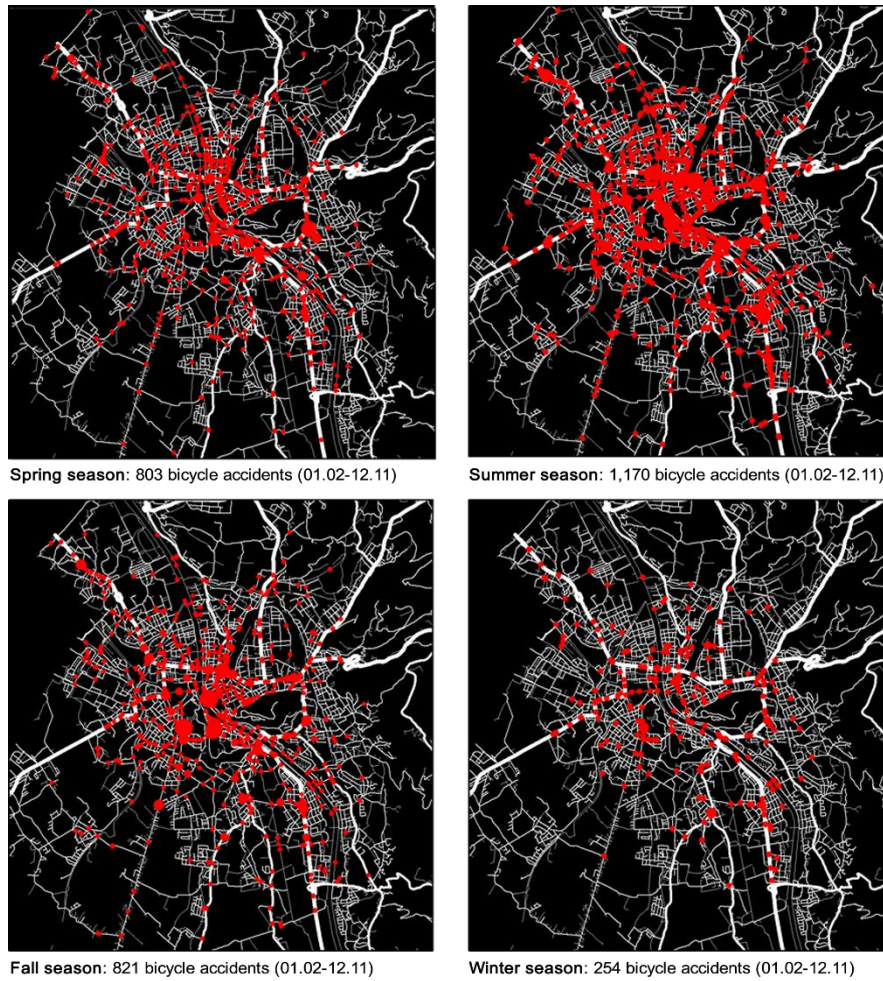 Spring season: 803 bicycle accidents (01.02-12.11)
Summer season: 1,170 bicycle accidents (01.02-12.11)
Fall season: 821 bicycle accidents (01.02-12.11)
Winter season: 254 bicycle accidents (01.02-12.11)